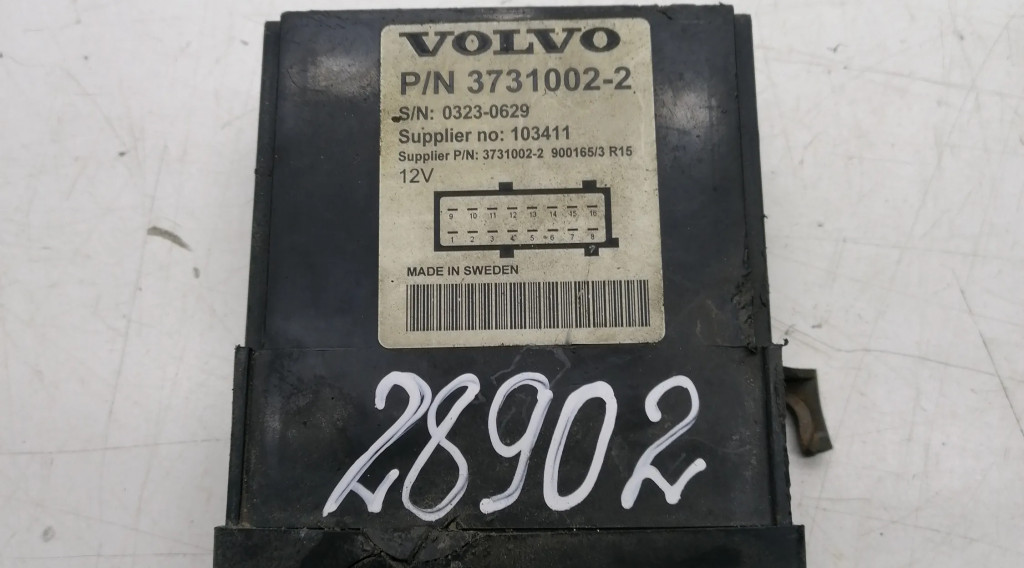 VOLVO
P/N 3731002-2
S/N: 0323-0629
Supplier no: 103411
Supplier P/N: 3731002-2 900165/3 R15
12V
9 10 11 12 13 14 15 16
1 2 3 4 5 6 7 8
MADE IN SWEDEN
28902